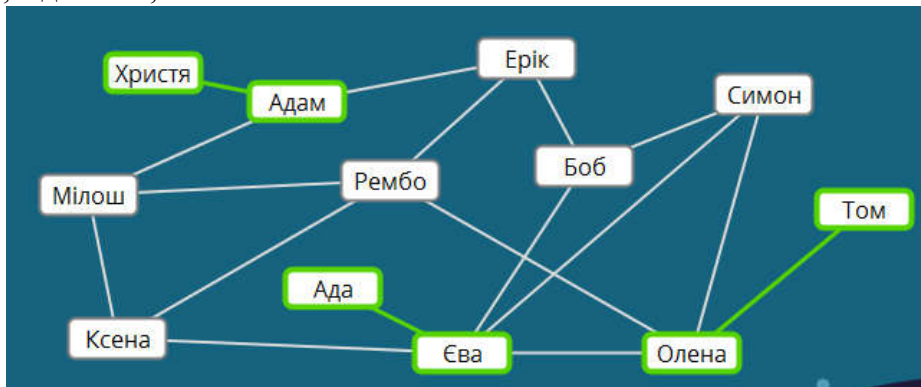 Христя
Адам
Ерік
Симон
Мілош
Рембо
Боб
Том
Ада
Ксена
Єва
Олена